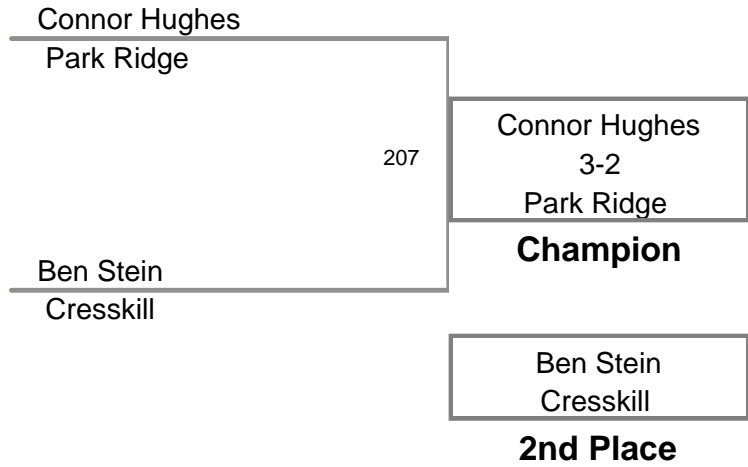 Connor Hughes
Park Ridge
207
Connor Hughes
3-2
Park Ridge
Champion
Ben Stein
Cresskill
Ben Stein
Cresskill
2nd Place